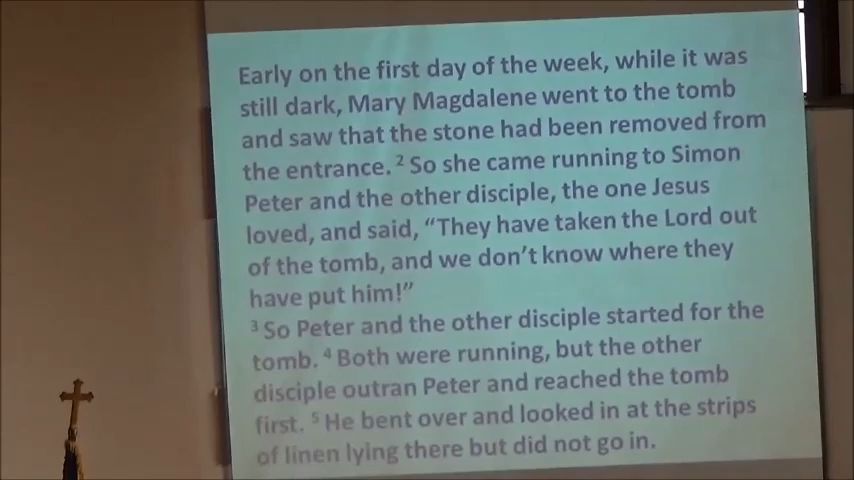 Early on the first day of the week, while it was
still dark, Mary Magdalene went to the tomb
and saw that the stone had been removed from
the entrance. ² So she came running to Simon
Peter and the other disciple, the one Jesus
loved, and said, “They have taken the Lord out
of the tomb, and we don’t know where they
have put him!”
³ So Peter and the other disciple started for the
tomb. ⁴ Both were running, but the other
disciple outran Peter and reached the tomb
first. ⁵ He bent over and looked in at the strips
of linen lying there but did not go in.